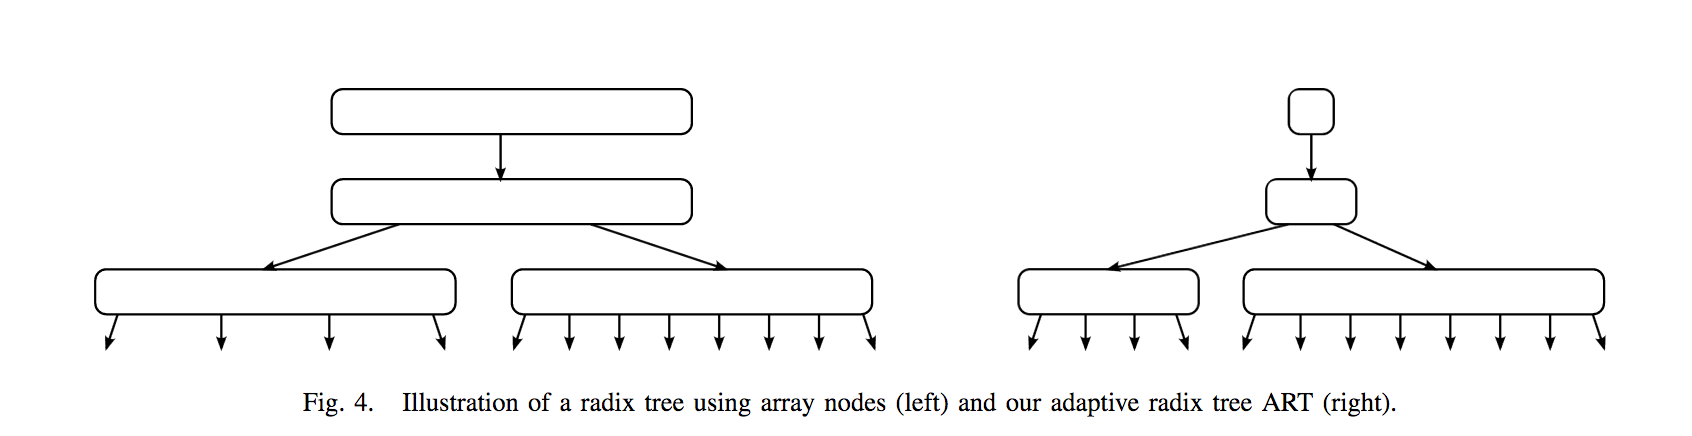 Fig. 4. Illustration of a radix tree using array nodes (left) and our adaptive radix tree ART (right).